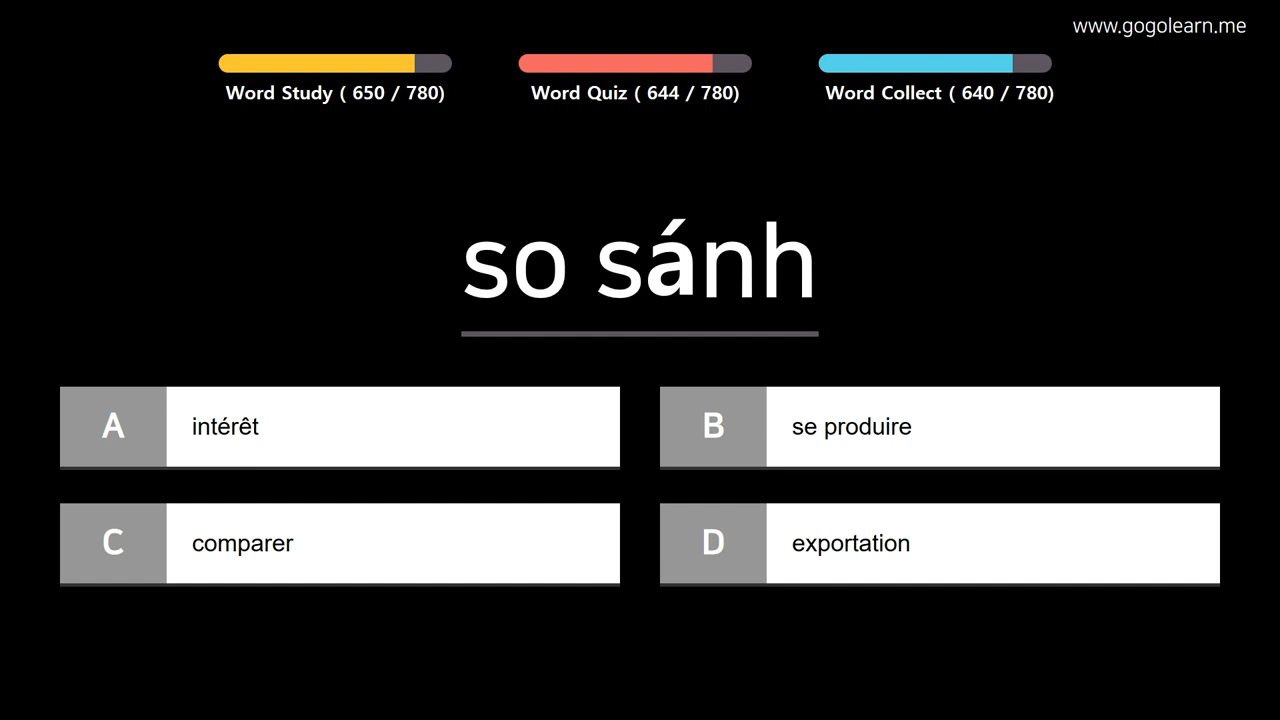 www.gogolearn.me
Word Study ( 650 / 780)
Word Quiz ( 644 / 780)
Word Collect ( 640 / 780)
so sánh
A
intérêt
B
se produire
C
comparer
D
exportation